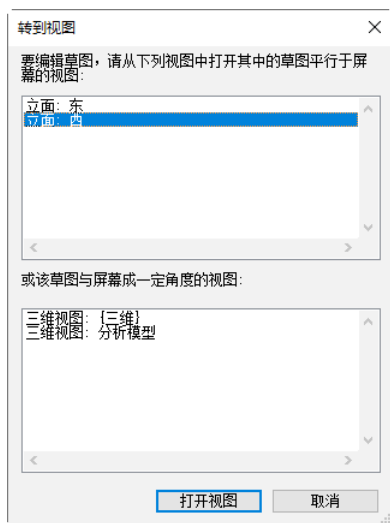 转到视图
要编辑草图，请从下列视图中打开其中的草图平行于屏
幕的视图:
立面: 东
立面: 西
或该草图与屏幕成一定角度的视图:
三维视图: {三维}
三维视图: 分析模型
打开视图
取消